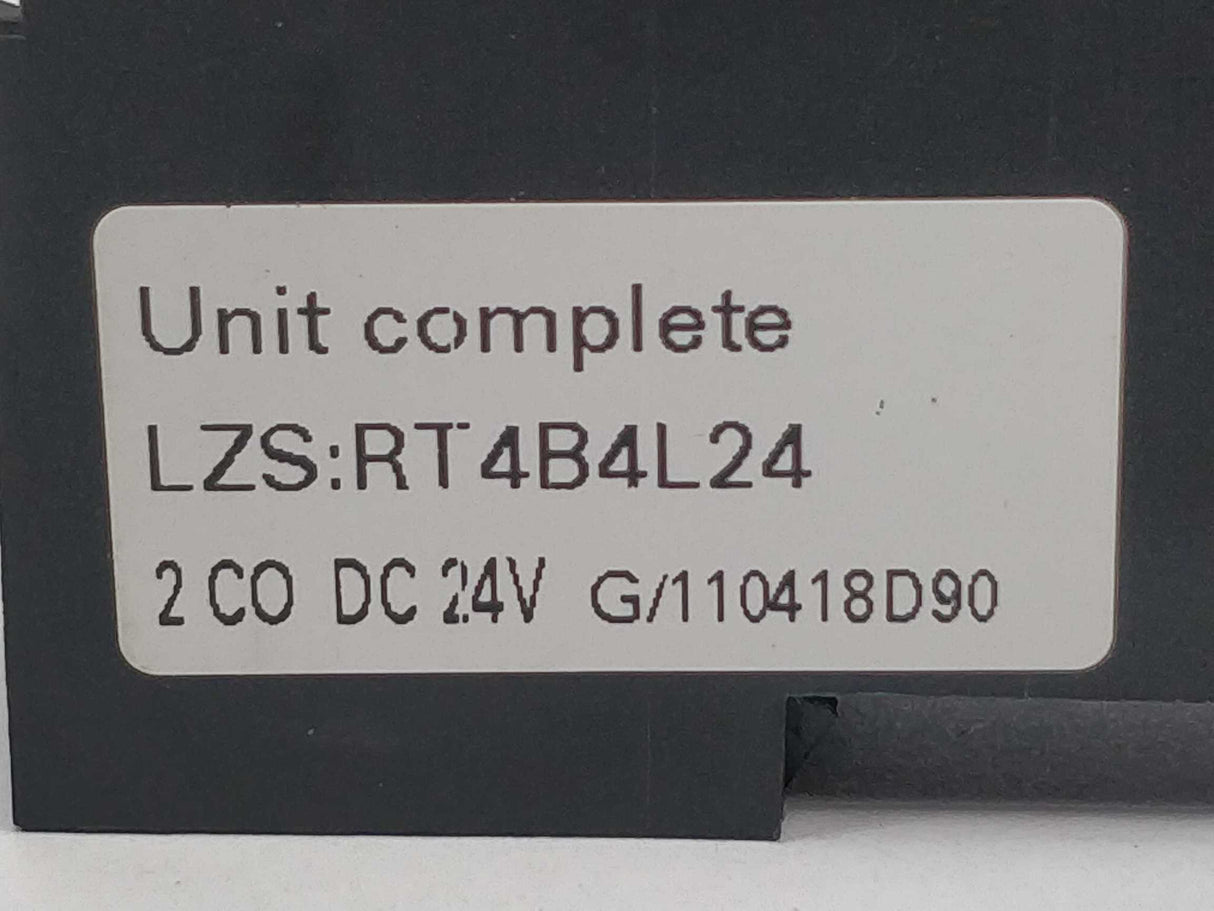 Unit complete
LZS:RT4B4L24
2 CO DC 24V G/110418D90